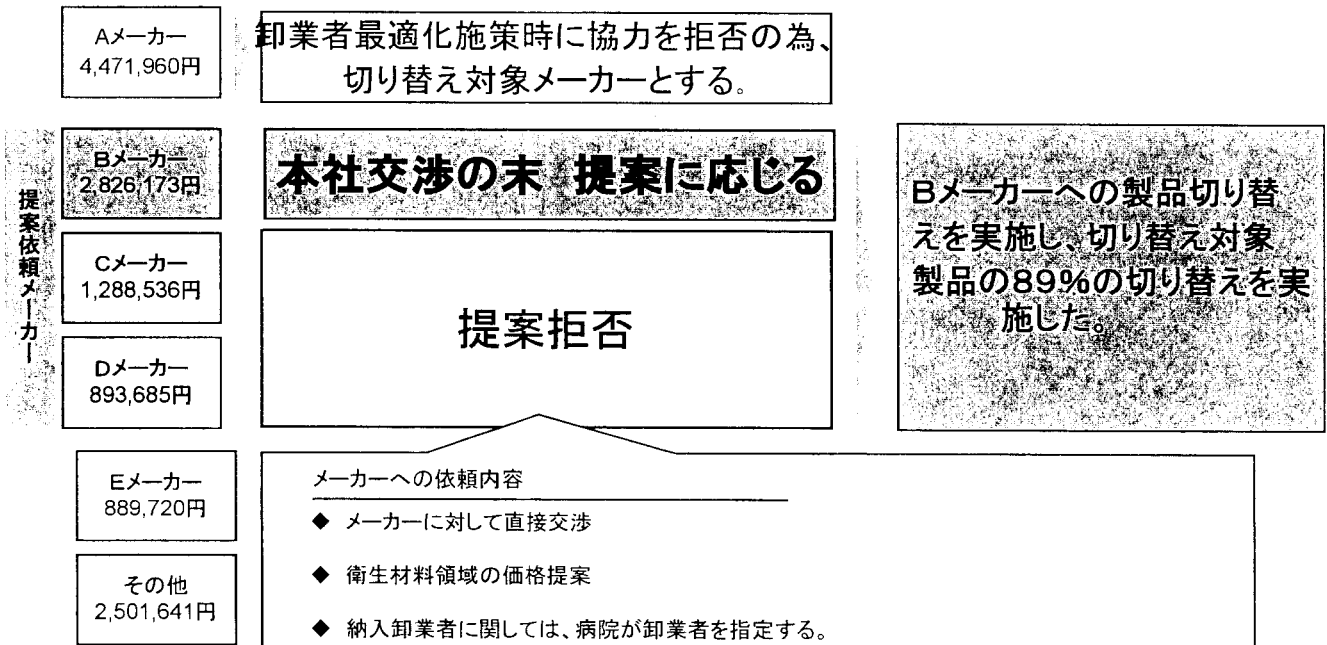 Aメーカー
4,471,960円
卸業者最適化施策時に協力を拒否の為、
切り替え対象メーカーとする。
提案依頼メーカー
Bメーカー
2,826,173円
本社交渉の末 提案に応じる
Cメーカー
1,288,536円
Dメーカー
893,685円
提案拒否
Bメーカーへの製品切り替
えを実施し、切り替え対象
製品の89%の切り替えを実
施した。
Eメーカー
889,720円
その他
2,501,641円
メーカーへの依頼内容
◆ メーカーに対して直接交渉
◆ 衛生材料領域の価格提案
◆ 納入卸業者に関しては、病院が卸業者を指定する。